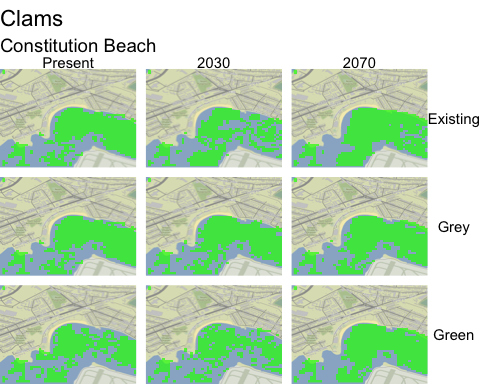 Clams
Constitution Beach
Present 2030 2070
Existing
Grey
Green